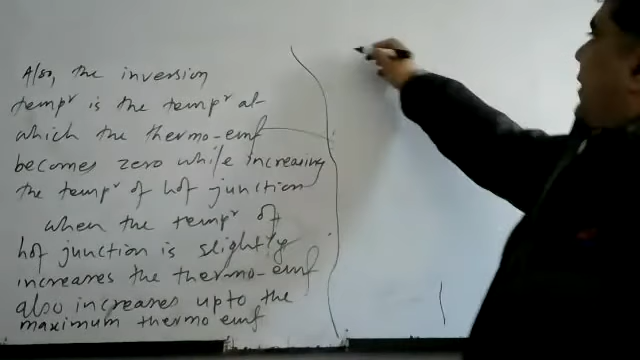 Also, the inversion
tempr is the tempr at
which the thermo-emf
becomes zero while increasing
the tempr of hot junction
when the tempr of
hot junction is slightly
increases the thermo-emf
also increases upto the
maximum thermo emf